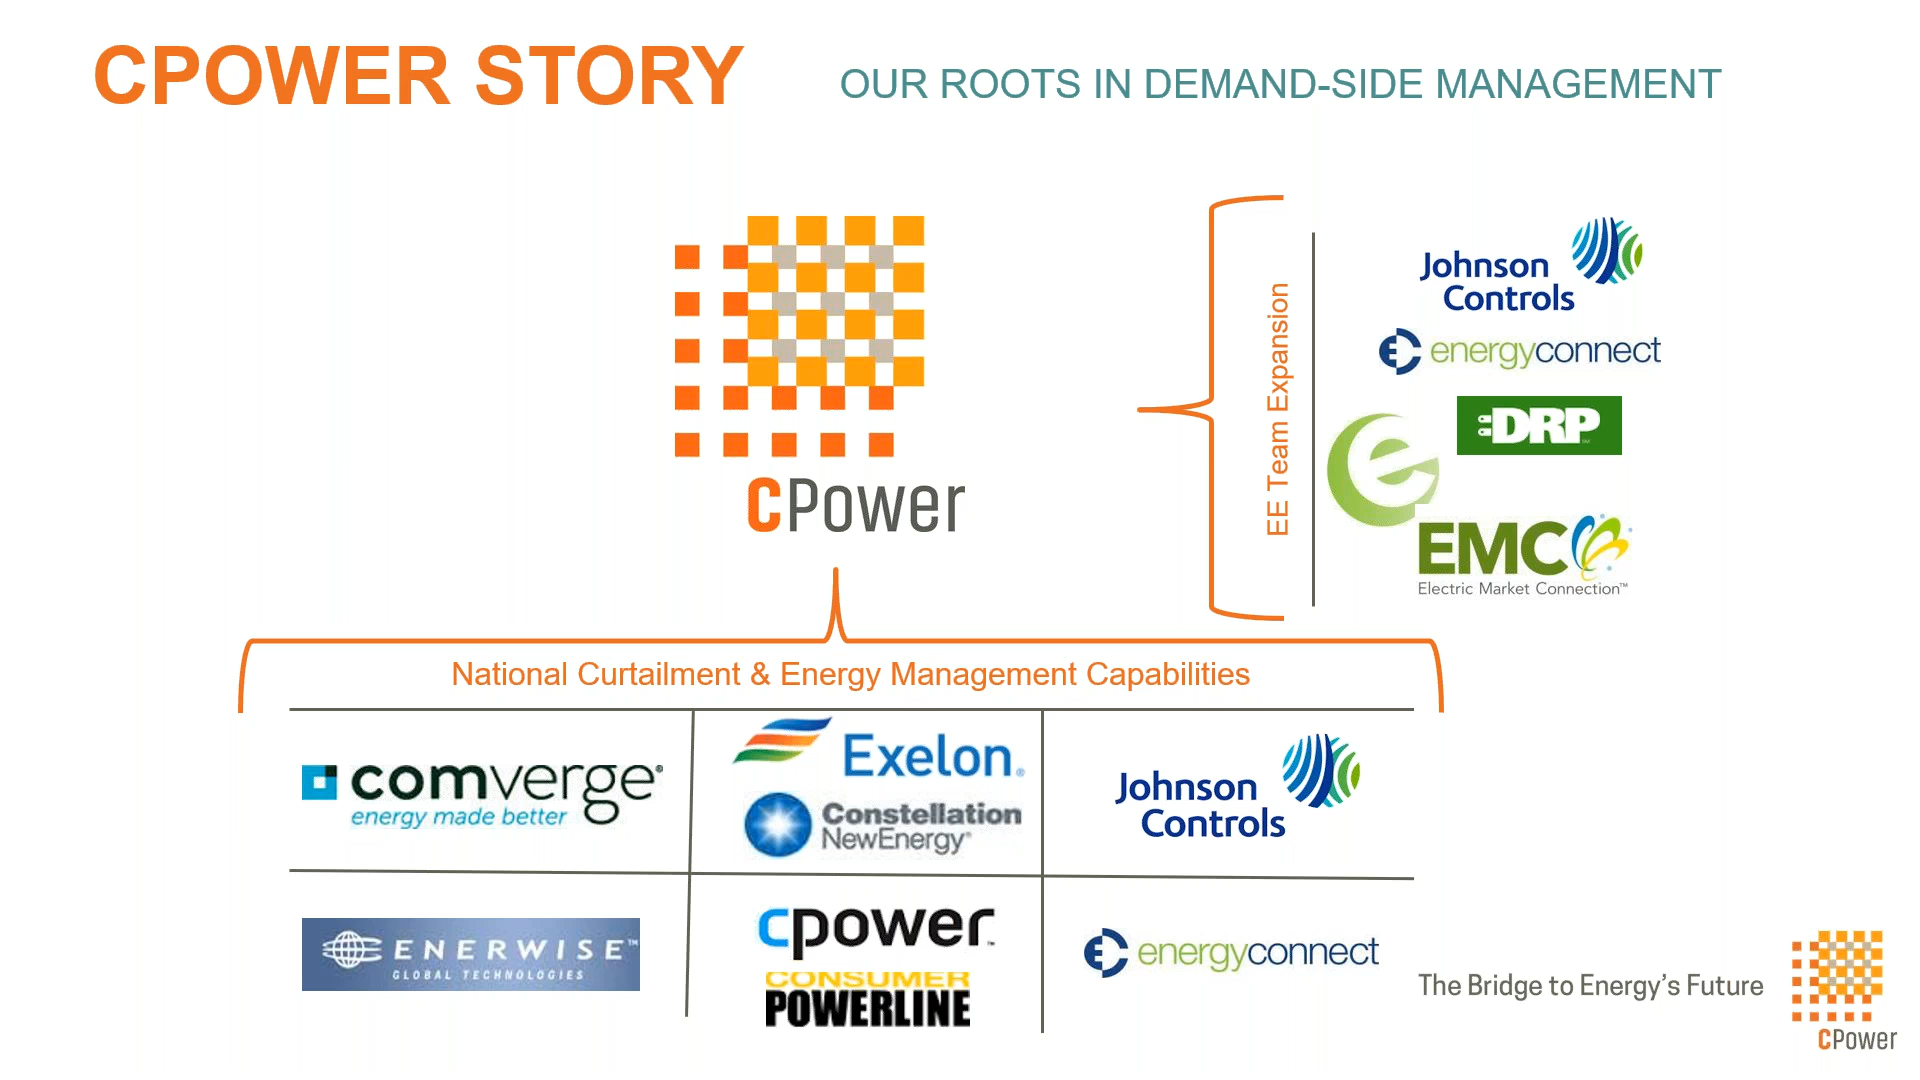 CPOWER STORY
OUR ROOTS IN DEMAND-SIDE MANAGEMENT
CPower
EE Team Expansion
Johnson
Controls
energyconnect
DRP
EMC
Electric Market Connection™
National Curtailment & Energy Management Capabilities
comverge®
energy made better
Exelon®
Constellation
NewEnergy®
Johnson
Controls
ENERWISE™
GLOBAL TECHNOLOGIES
cpower™
CONSUMER
POWERLINE
energyconnect
The Bridge to Energy's Future
CPower